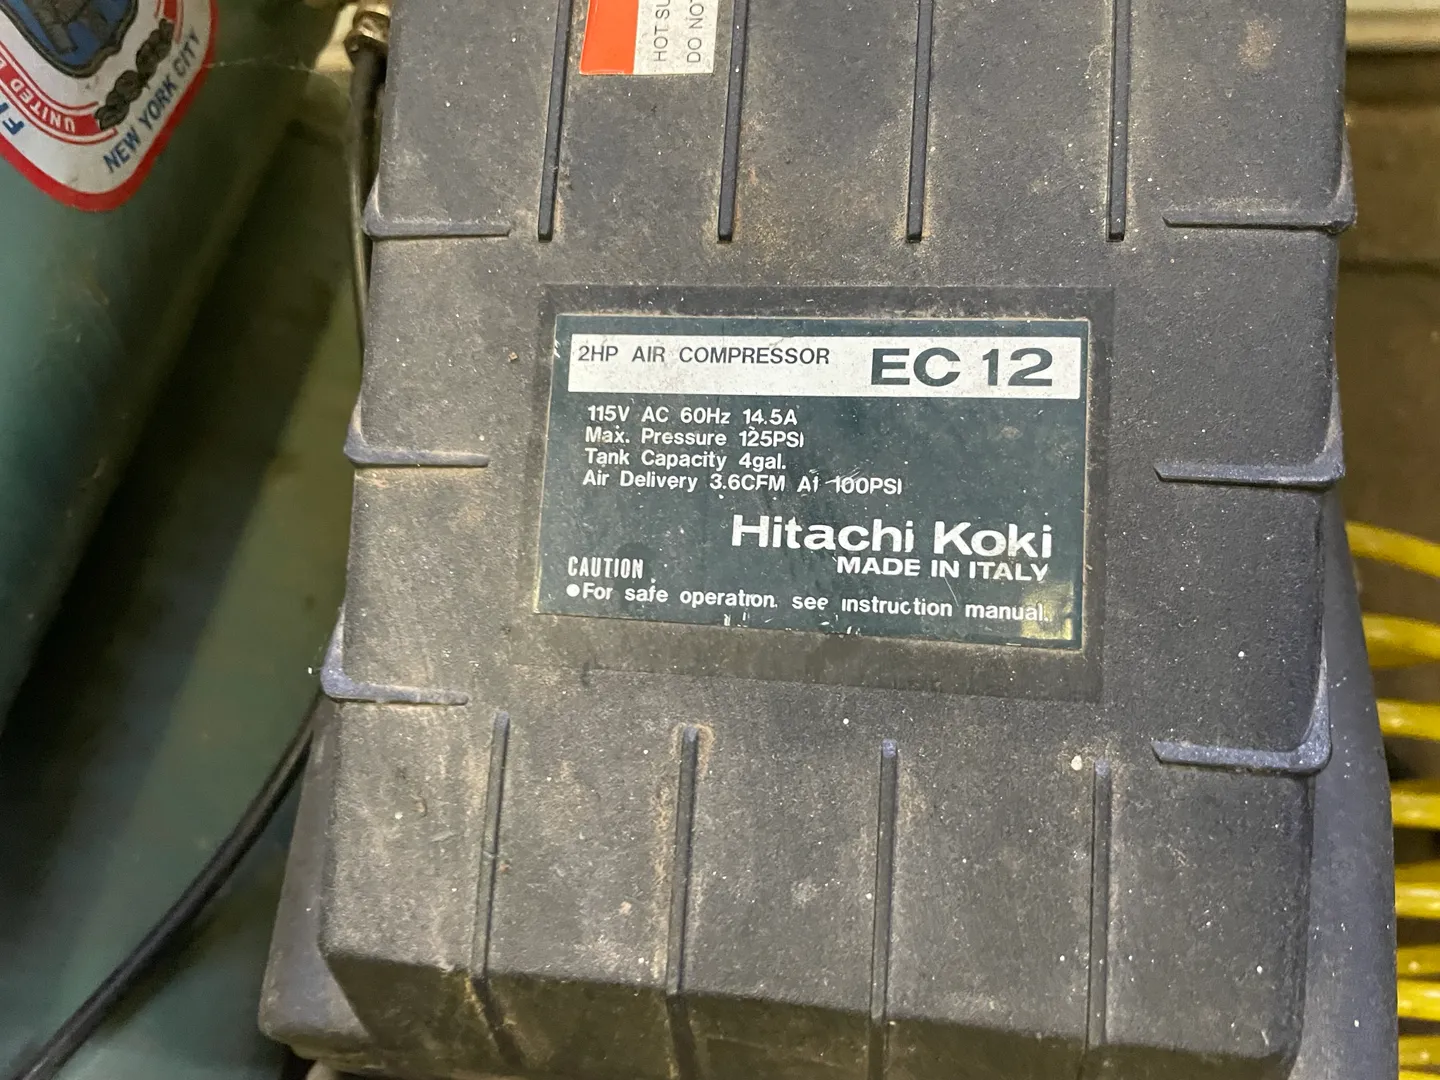 HOT SU
DO NOT
UNITED
NEW YORK CITY
2HP AIR COMPRESSOR EC 12
115V AC 60Hz 14.5A
Max. Pressure 125PSI
Tank Capacity 4gal.
Air Delivery 3.6CFM At 100PSI
Hitachi Koki
MADE IN ITALY
CAUTION
●For safe operation. see instruction manual.